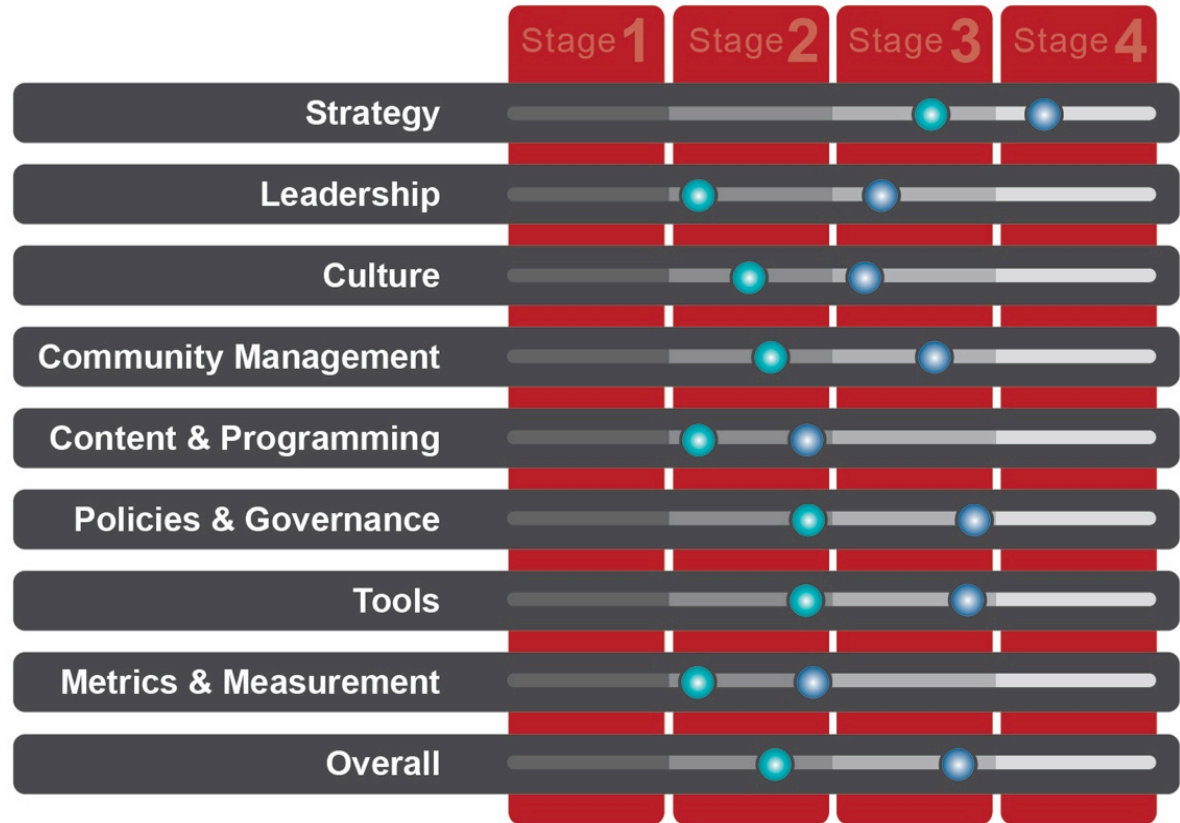 Stage 1 Stage 2 Stage 3 Stage 4
Strategy
Leadership
Culture
Community Management
Content & Programming
Policies & Governance
Tools
Metrics & Measurement
Overall